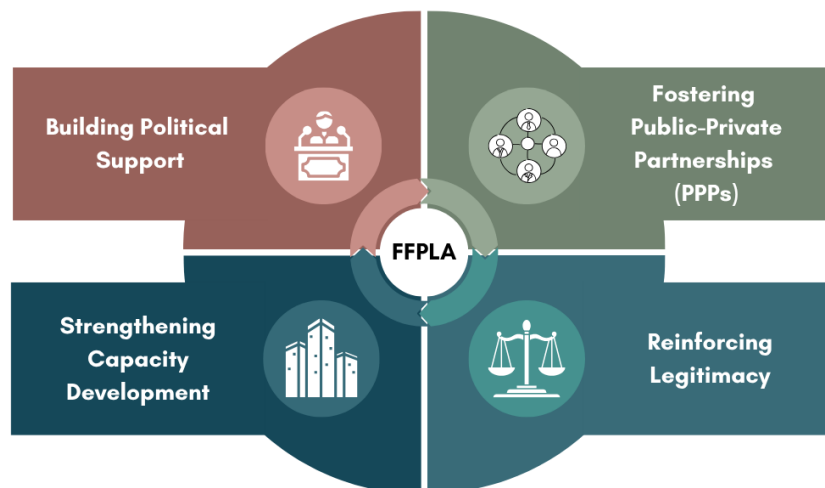 Building Political
Support
Fostering
Public-Private
Partnerships
(PPPs)
FFPLA
Strengthening
Capacity
Development
Reinforcing
Legitimacy